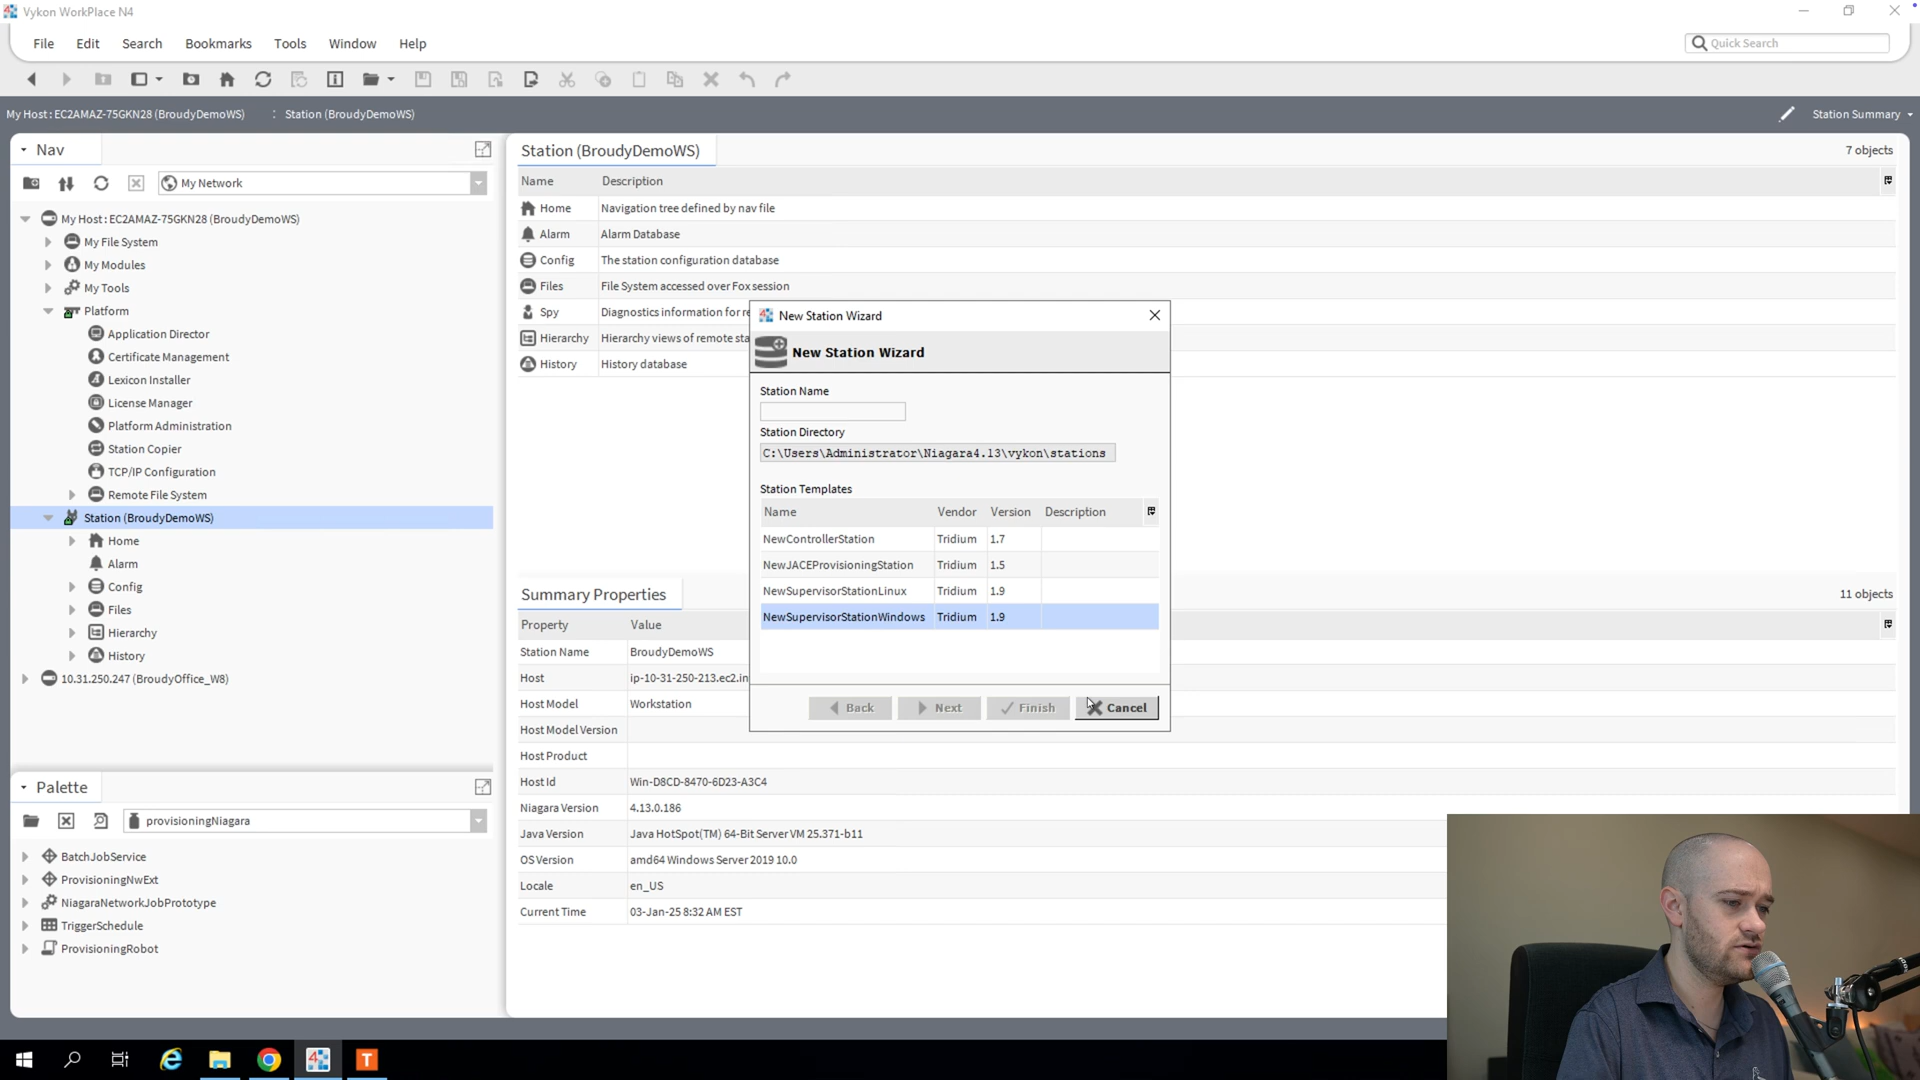 Vykon WorkPlace N4
File Edit Search Bookmarks Tools Window Help
Quick Search
My Host : EC2AMAZ-75GKN28 (BroudyDemoWS) : Station (BroudyDemoWS)
Station Summary
Nav
My Network
My Host : EC2AMAZ-75GKN28 (BroudyDemoWS)
My File System
My Modules
My Tools
Platform
Application Director
Certificate Management
Lexicon Installer
License Manager
Platform Administration
Station Copier
TCP/IP Configuration
Remote File System
Station (BroudyDemoWS)
Home
Alarm
Config
Files
Hierarchy
History
10.31.250.247 (BroudyOffice_W8)
Palette
provisioningNiagara
BatchJobService
ProvisioningNwExt
NiagaraNetworkJobPrototype
TriggerSchedule
ProvisioningRobot
Station (BroudyDemoWS)
7 objects
Name Description
Home Navigation tree defined by nav file
Alarm Alarm Database
Config The station configuration database
Files File System accessed over Fox session
Spy Diagnostics information for re
Hierarchy Hierarchy views of remote sta
History History database
Summary Properties
11 objects
Property Value
Station Name BroudyDemoWS
Host ip-10-31-250-213.ec2.in
Host Model Workstation
Host Model Version
Host Product
Host Id Win-D8CD-8470-6D23-A3C4
Niagara Version 4.13.0.186
Java Version Java HotSpot(TM) 64-Bit Server VM 25.371-b11
OS Version amd64 Windows Server 2019 10.0
Locale en_US
Current Time 03-Jan-25 8:32 AM EST
New Station Wizard
New Station Wizard
Station Name
Station Directory
C:\Users\Administrator\Niagara4.13\vykon\stations
Station Templates
Name Vendor Version Description
NewControllerStation Tridium 1.7
NewJACEProvisioningStation Tridium 1.5
NewSupervisorStationLinux Tridium 1.9
NewSupervisorStationWindows Tridium 1.9
Back Next Finish Cancel